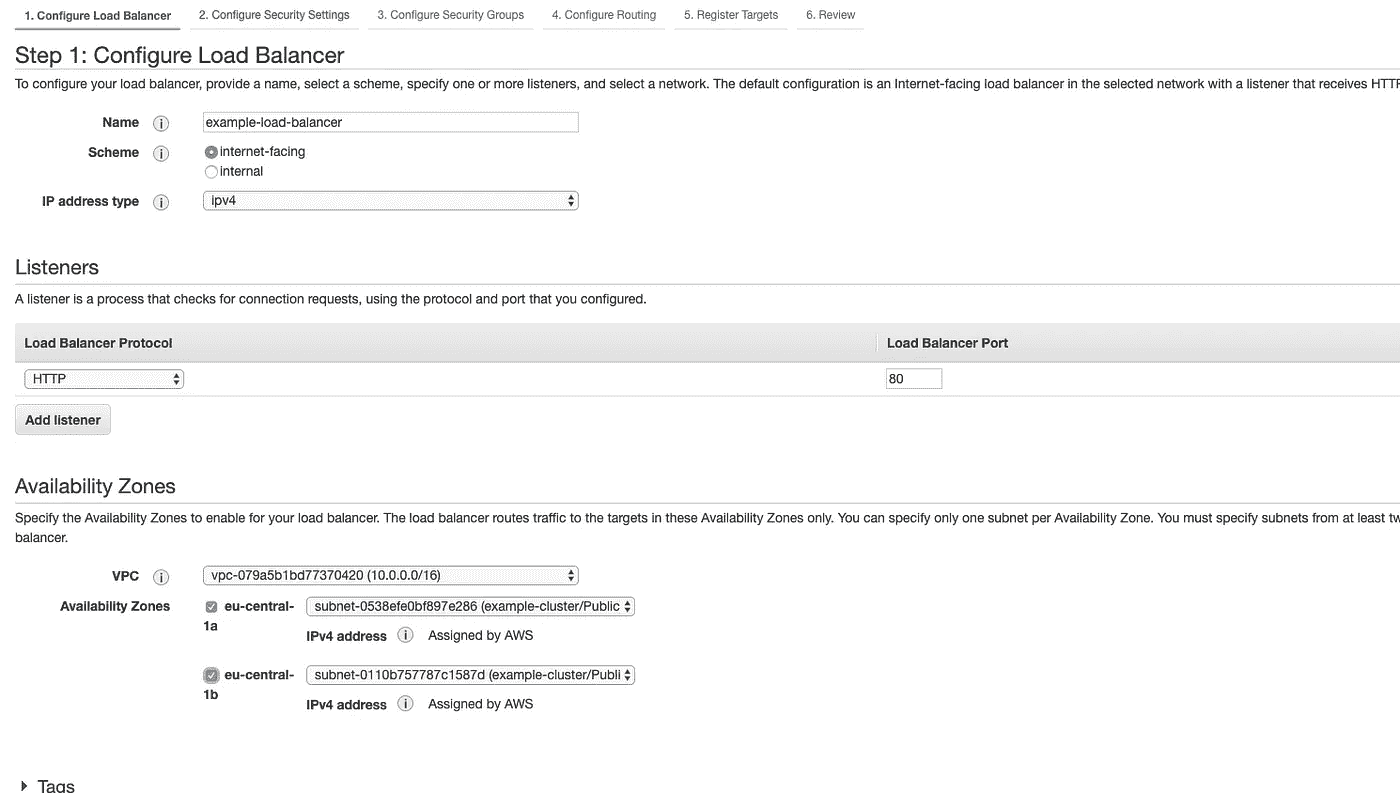 1. Configure Load Balancer 2. Configure Security Settings 3. Configure Security Groups 4. Configure Routing 5. Register Targets 6. Review
Step 1: Configure Load Balancer
To configure your load balancer, provide a name, select a scheme, specify one or more listeners, and select a network. The default configuration is an Internet-facing load balancer in the selected network with a listener that receives HTTP
Name i example-load-balancer
Scheme i internet-facing
internal
IP address type i ipv4
Listeners
A listener is a process that checks for connection requests, using the protocol and port that you configured.
Load Balancer Protocol Load Balancer Port
HTTP 80
Add listener
Availability Zones
Specify the Availability Zones to enable for your load balancer. The load balancer routes traffic to the targets in these Availability Zones only. You can specify only one subnet per Availability Zone. You must specify subnets from at least tw
balancer.
VPC i vpc-079a5b1bd77370420 (10.0.0.0/16)
Availability Zones eu-central- subnet-0538efe0bf897e286 (example-cluster/Public
1a
IPv4 address i Assigned by AWS
eu-central- subnet-0110b757787c1587d (example-cluster/Publi
1b
IPv4 address i Assigned by AWS
Tags